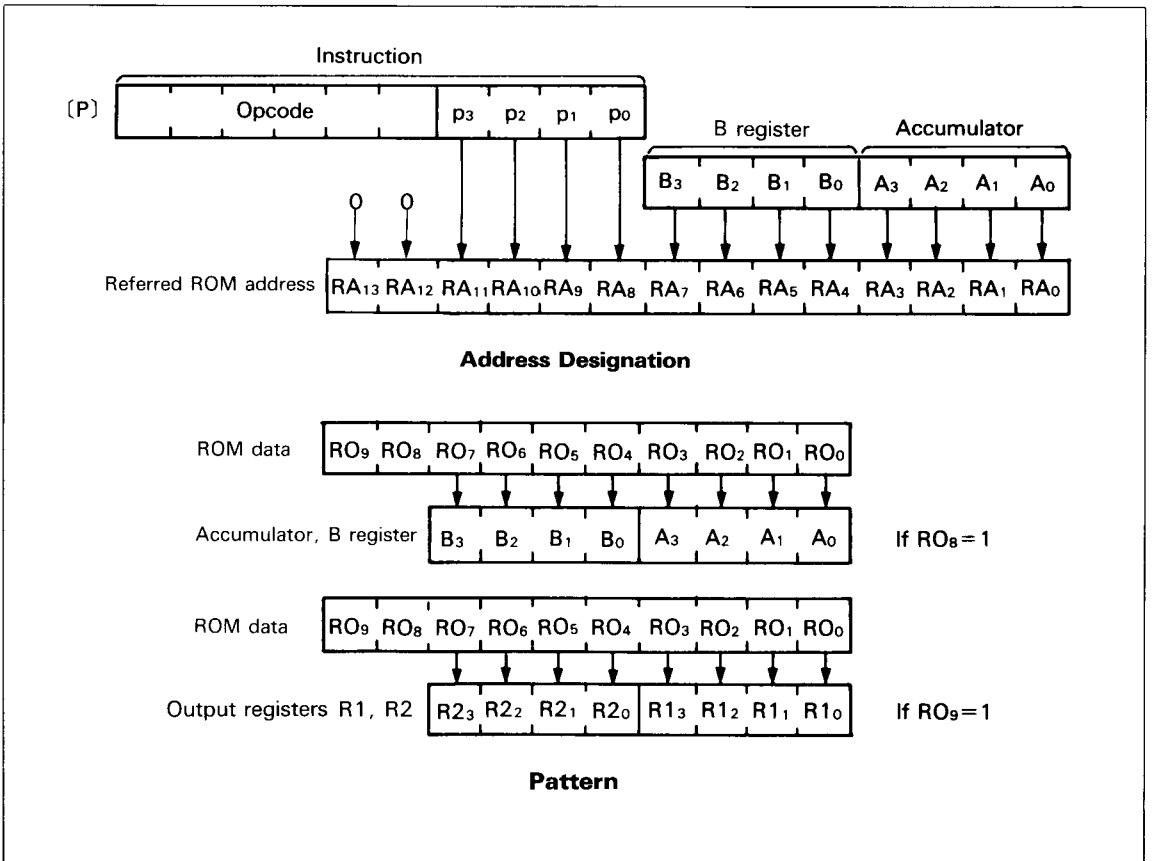 Instruction
[P] Opcode p₃ p₂ p₁ p₀
B register Accumulator
B₃ B₂ B₁ B₀ A₃ A₂ A₁ A₀
0 0
Referred ROM address RA₁₃ RA₁₂ RA₁₁ RA₁₀ RA₉ RA₈ RA₇ RA₆ RA₅ RA₄ RA₃ RA₂ RA₁ RA₀
Address Designation
ROM data RO₉ RO₈ RO₇ RO₆ RO₅ RO₄ RO₃ RO₂ RO₁ RO₀
Accumulator, B register B₃ B₂ B₁ B₀ A₃ A₂ A₁ A₀ If RO₈=1
ROM data RO₉ RO₈ RO₇ RO₆ RO₅ RO₄ RO₃ RO₂ RO₁ RO₀
Output registers R1, R2 R2₃ R2₂ R2₁ R2₀ R1₃ R1₂ R1₁ R1₀ If RO₉=1
Pattern